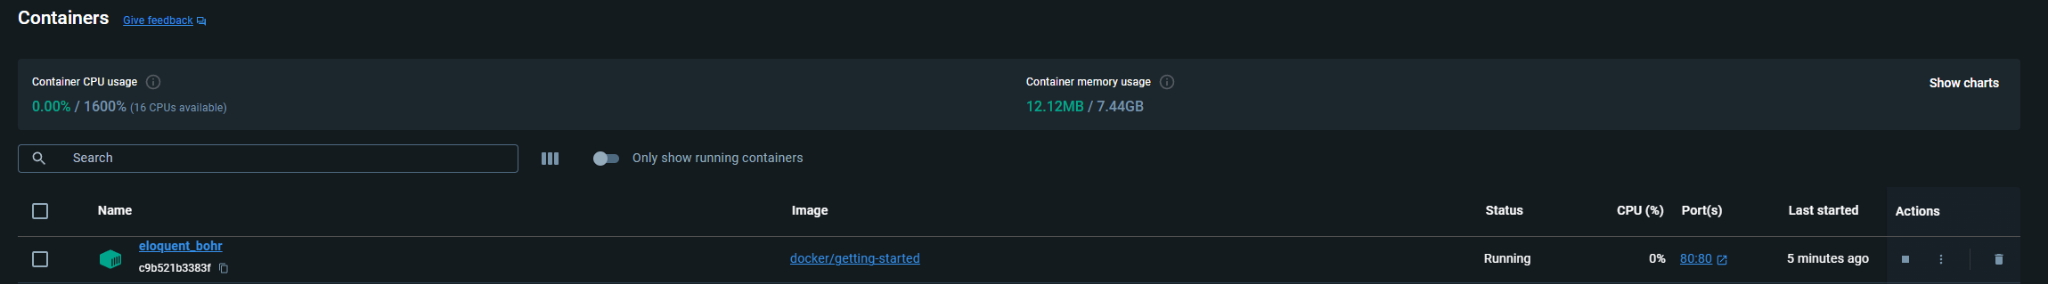 Containers Give feedback
Container CPU usage
0.00% / 1600% (16 CPUs available)
Container memory usage
12.12MB / 7.44GB
Show charts
Search
Only show running containers
Name Image Status CPU (%) Port(s) Last started Actions
eloquent_bohr
c9b521b3383f
docker/getting-started Running 0% 80:80 5 minutes ago